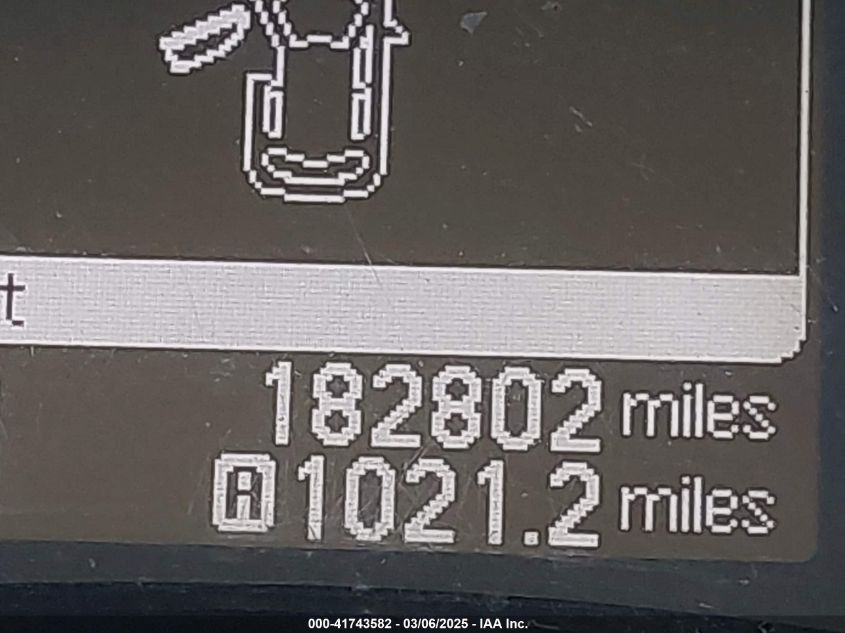 t
182802 miles
A 1021.2 miles
000-41743582 - 03/06/2025 - IAA Inc.